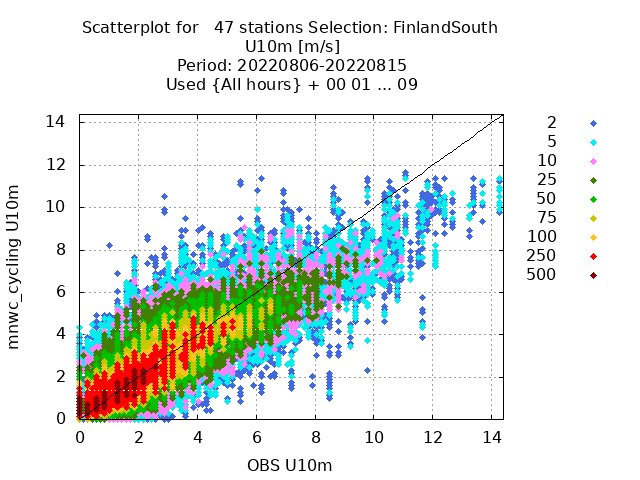 Scatterplot for   47 stations Selection: FinlandSouth
U10m [m/s]
Period: 20220806-20220815
Used {All hours} + 00 01 ... 09
14
12
10
8
6
4
2
0
mnwc_cycling U10m
0 2 4 6 8 10 12 14
OBS U10m
2
5
10
25
50
75
100
250
500